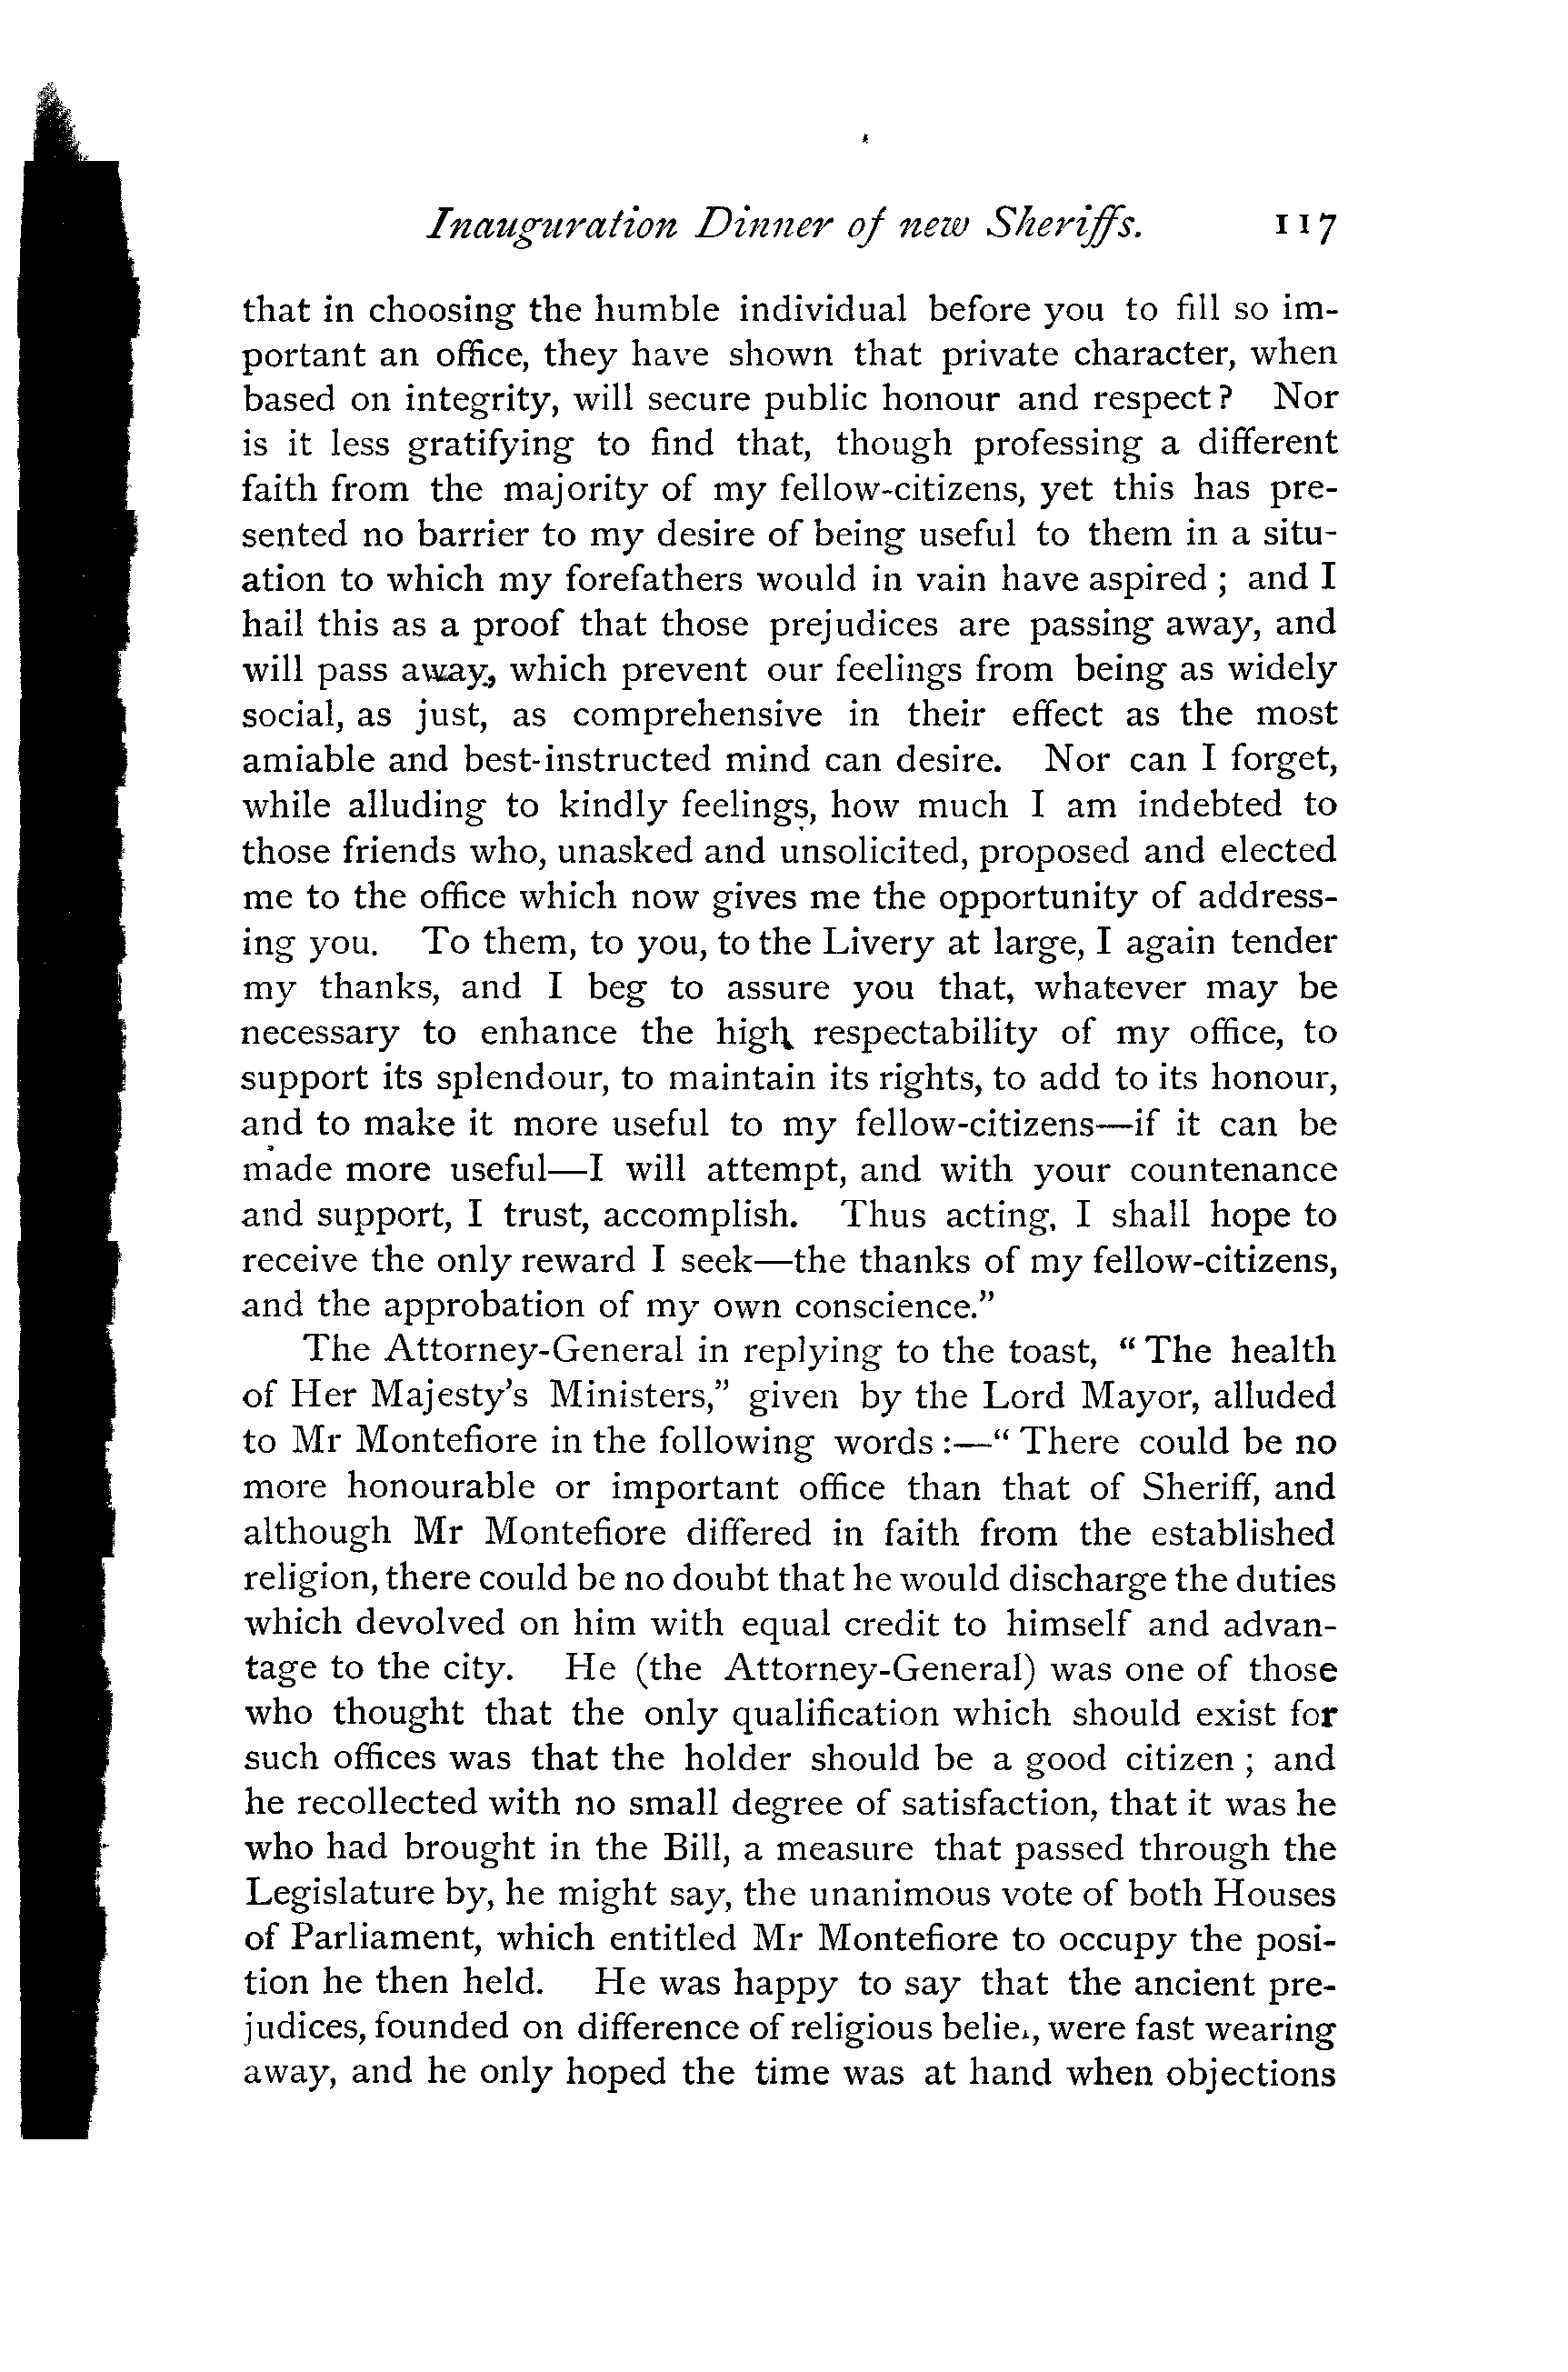 Inauguration Dinner of new Sheriffs. 117
that in choosing the humble individual before you to fill so im-
portant an office, they have shown that private character, when
based on integrity, will secure public honour and respect? Nor
is it less gratifying to find that, though professing a different
faith from the majority of my fellow-citizens, yet this has pre-
sented no barrier to my desire of being useful to them in a situ-
ation to which my forefathers would in vain have aspired ; and I
hail this as a proof that those prejudices are passing away, and
will pass away, which prevent our feelings from being as widely
social, as just, as comprehensive in their effect as the most
amiable and best-instructed mind can desire. Nor can I forget,
while alluding to kindly feelings, how much I am indebted to
those friends who, unasked and unsolicited, proposed and elected
me to the office which now gives me the opportunity of address-
ing you. To them, to you, to the Livery at large, I again tender
my thanks, and I beg to assure you that, whatever may be
necessary to enhance the high respectability of my office, to
support its splendour, to maintain its rights, to add to its honour,
and to make it more useful to my fellow-citizens—if it can be
made more useful—I will attempt, and with your countenance
and support, I trust, accomplish. Thus acting, I shall hope to
receive the only reward I seek—the thanks of my fellow-citizens,
and the approbation of my own conscience.”
The Attorney-General in replying to the toast, “ The health
of Her Majesty’s Ministers,” given by the Lord Mayor, alluded
to Mr Montefiore in the following words :—“ There could be no
more honourable or important office than that of Sheriff, and
although Mr Montefiore differed in faith from the established
religion, there could be no doubt that he would discharge the duties
which devolved on him with equal credit to himself and advan-
tage to the city. He (the Attorney-General) was one of those
who thought that the only qualification which should exist for
such offices was that the holder should be a good citizen ; and
he recollected with no small degree of satisfaction, that it was he
who had brought in the Bill, a measure that passed through the
Legislature by, he might say, the unanimous vote of both Houses
of Parliament, which entitled Mr Montefiore to occupy the posi-
tion he then held. He was happy to say that the ancient pre-
judices, founded on difference of religious belief, were fast wearing
away, and he only hoped the time was at hand when objections